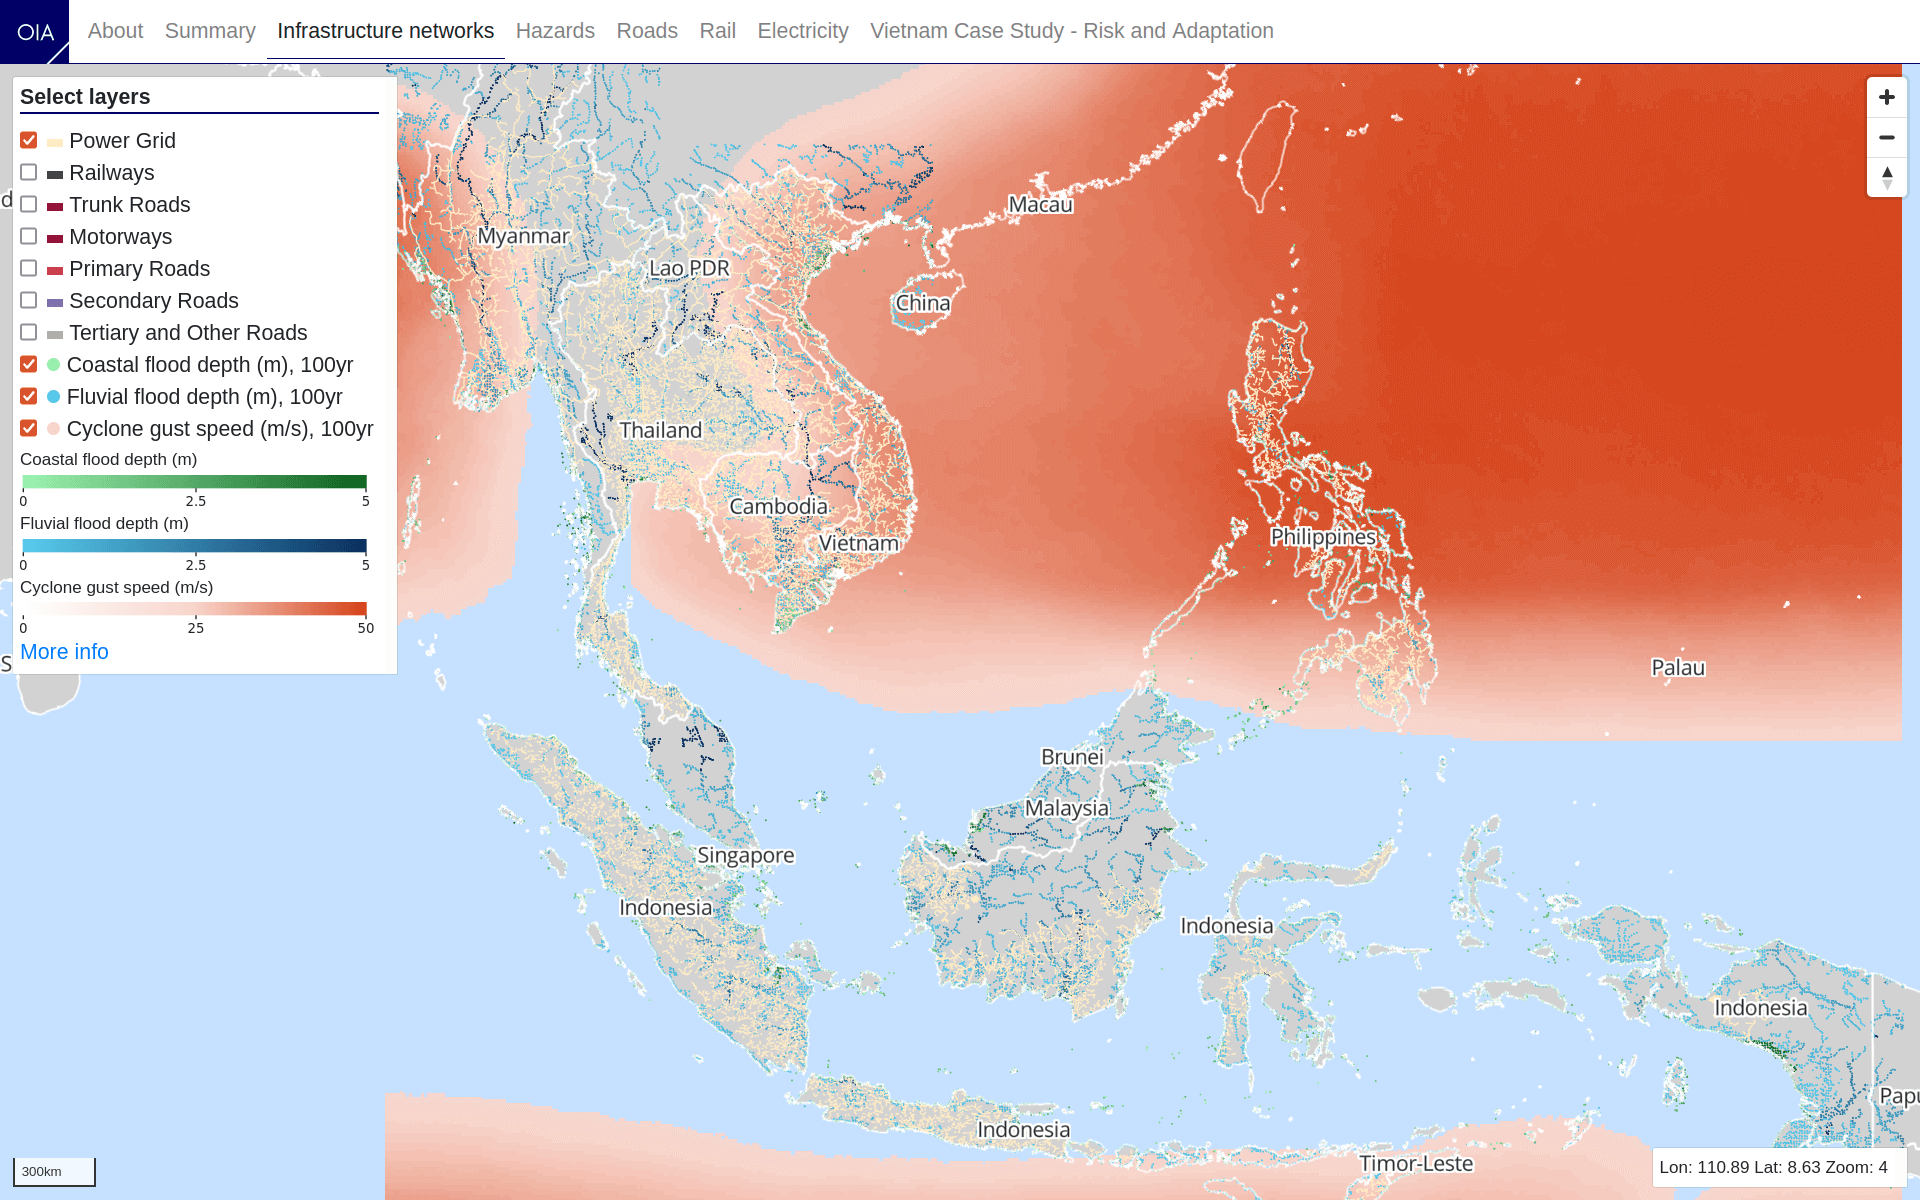 OIA
About Summary Infrastructure networks Hazards Roads Rail Electricity Vietnam Case Study - Risk and Adaptation
Select layers
Power Grid
Railways
Trunk Roads
Motorways
Primary Roads
Secondary Roads
Tertiary and Other Roads
Coastal flood depth (m), 100yr
Fluvial flood depth (m), 100yr
Cyclone gust speed (m/s), 100yr
Coastal flood depth (m)
0 2.5 5
Fluvial flood depth (m)
0 2.5 5
Cyclone gust speed (m/s)
0 25 50
More info
d
S
Macau
Myanmar
Lao PDR
China
Thailand
Cambodia
Vietnam
Philippines
Palau
Brunei
Malaysia
Singapore
Indonesia
Indonesia
Indonesia
Papu
Indonesia
Timor-Leste
300km
Lon: 110.89 Lat: 8.63 Zoom: 4